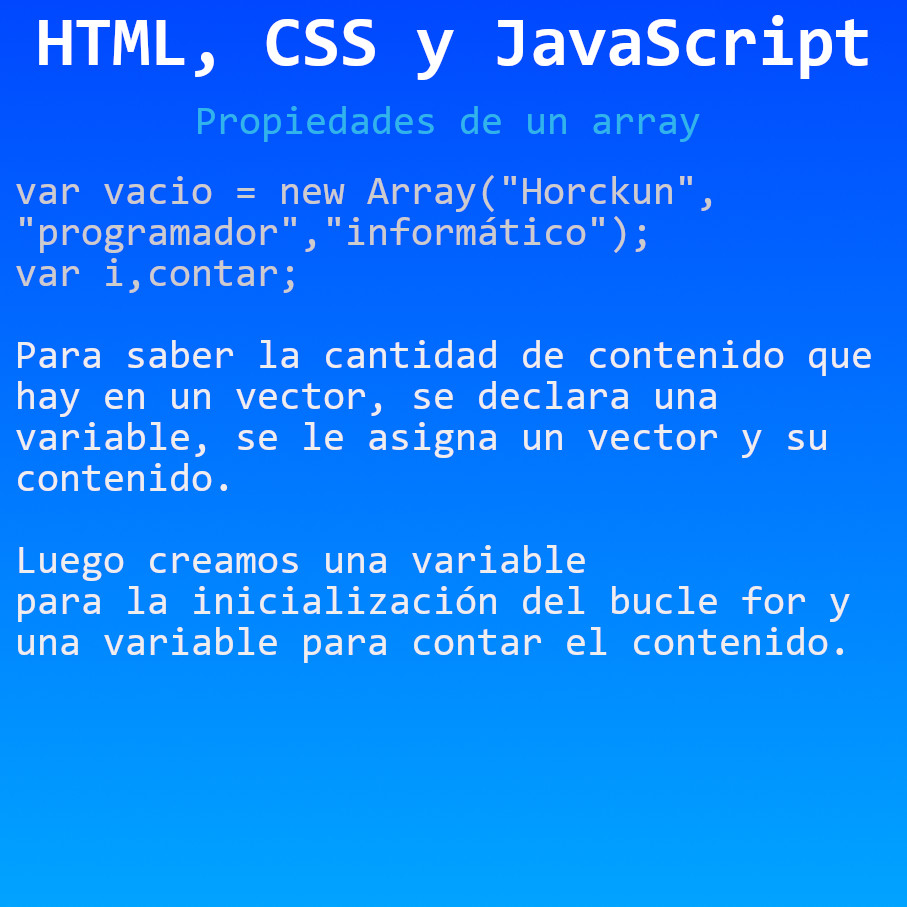 HTML, CSS y JavaScript
Propiedades de un array
var vacio = new Array("Horckun",
"programador","informático");
var i,contar;
Para saber la cantidad de contenido que
hay en un vector, se declara una
variable, se le asigna un vector y su
contenido.
Luego creamos una variable
para la inicialización del bucle for y
una variable para contar el contenido.